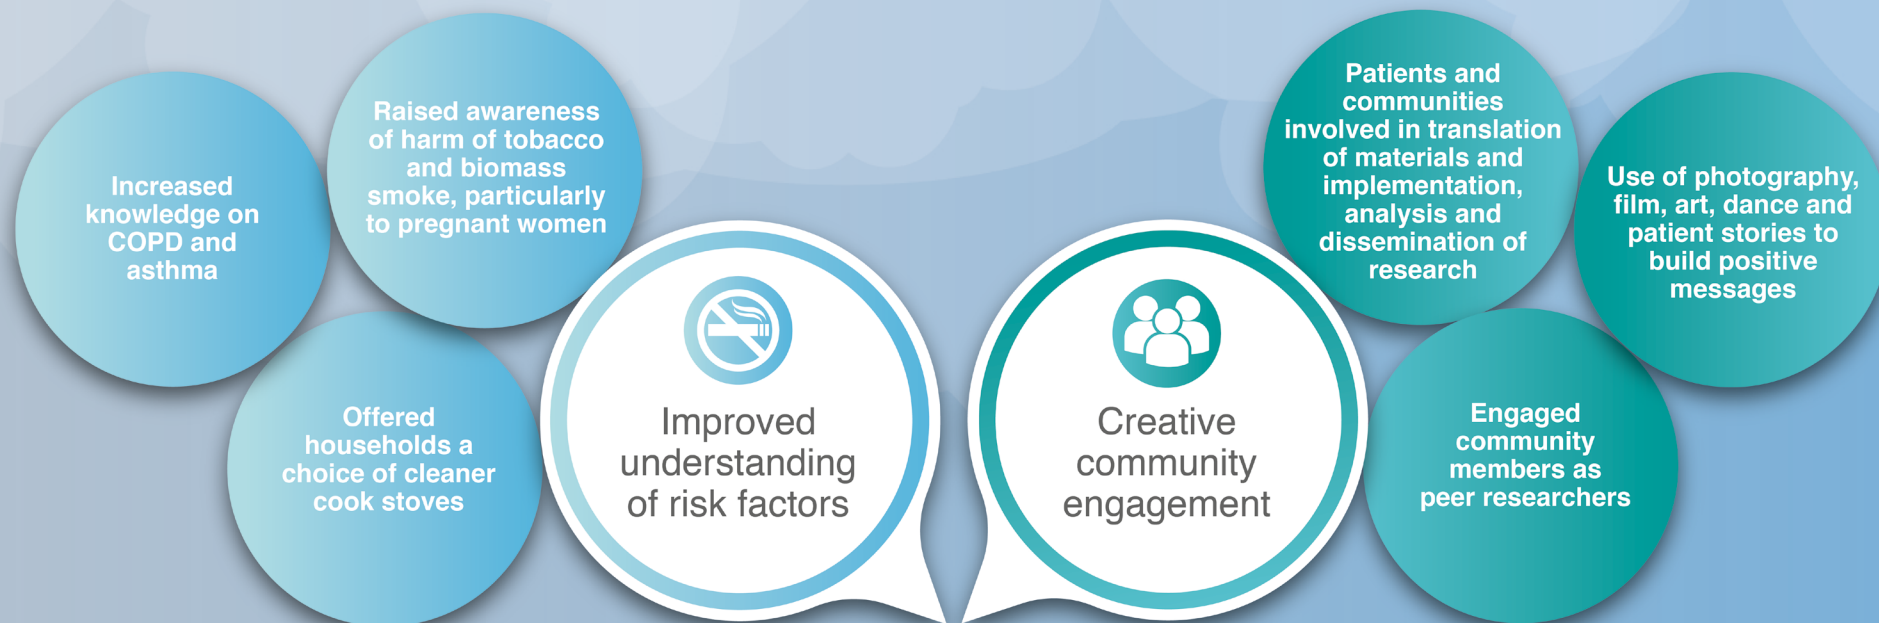 Increased
knowledge on
COPD and
asthma
Raised awareness
of harm of tobacco
and biomass
smoke, particularly
to pregnant women
Offered
households a
choice of cleaner
cook stoves
Improved
understanding
of risk factors
Creative
community
engagement
Patients and
communities
involved in translation
of materials and
implementation,
analysis and
dissemination of
research
Use of photography,
film, art, dance and
patient stories to
build positive
messages
Engaged
community
members as
peer researchers